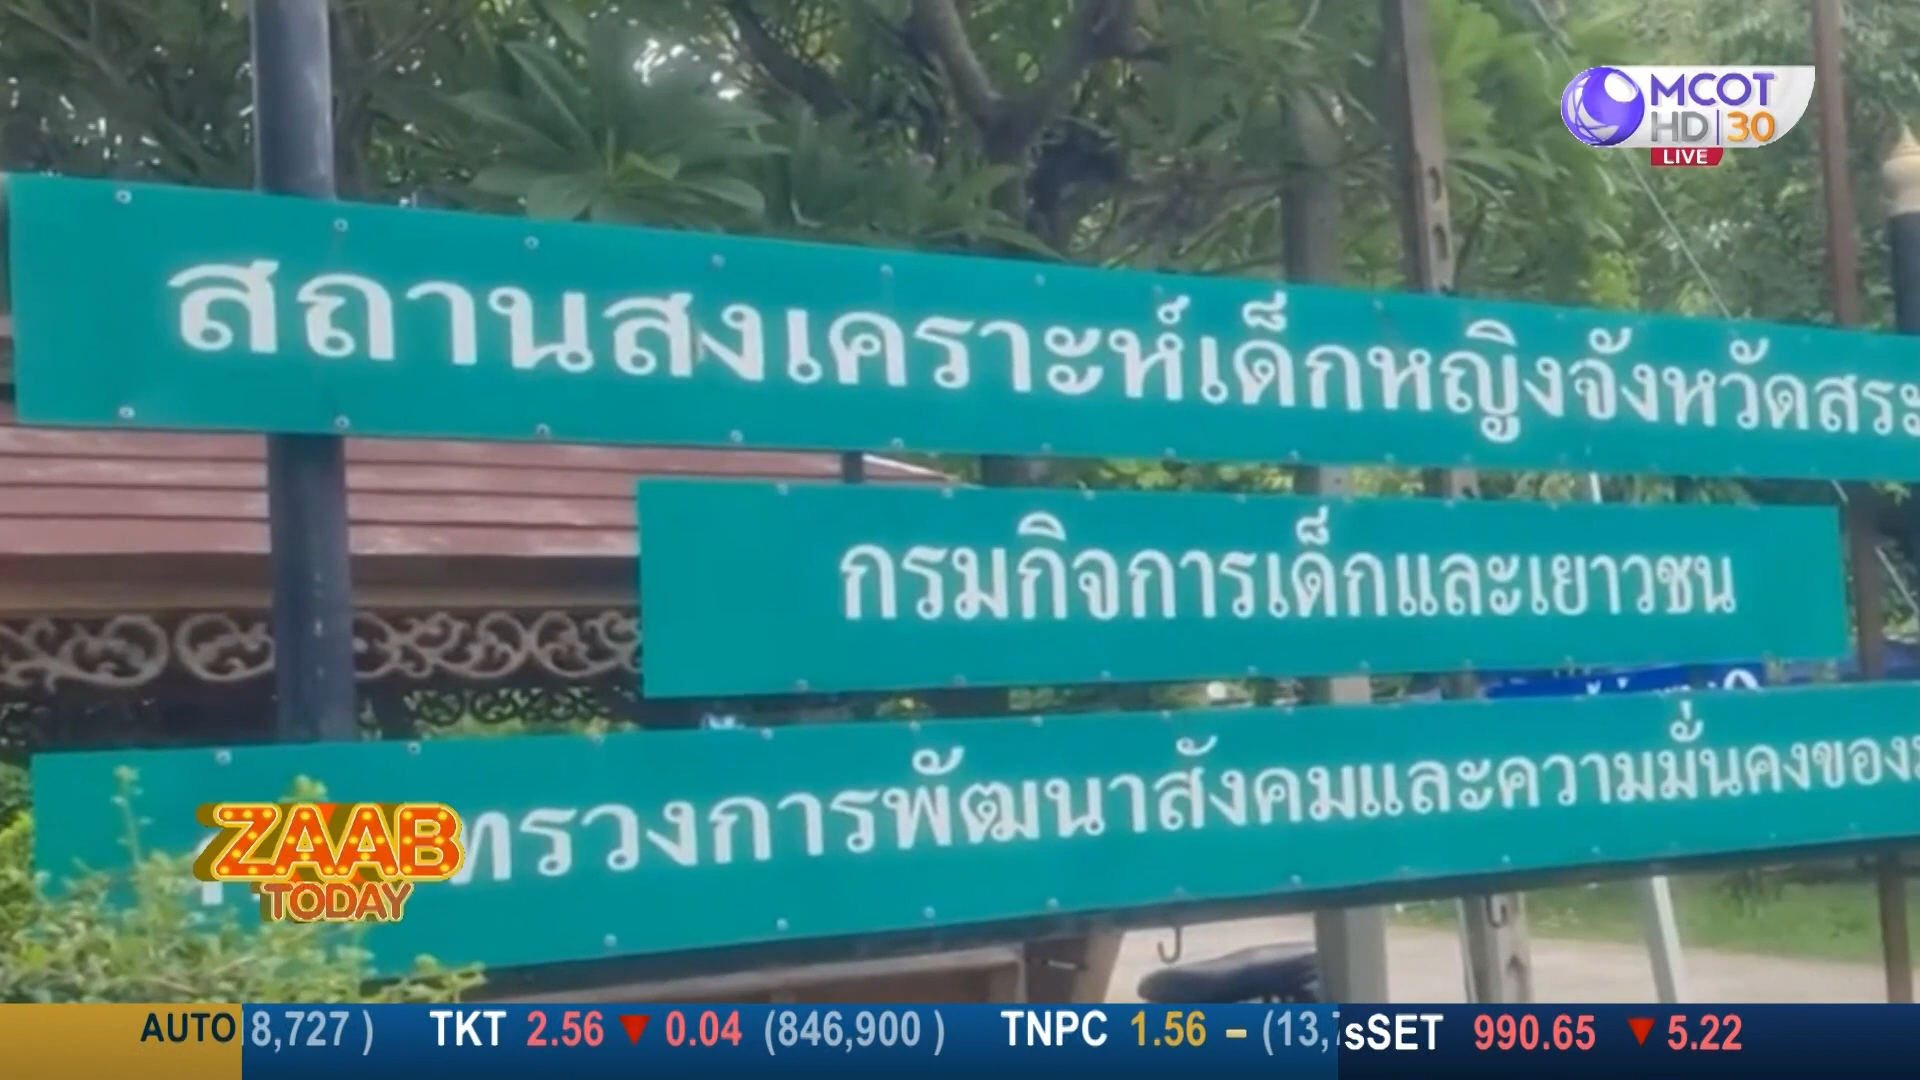 MCOT
HD 30
LIVE
สถานสงเคราะห์เด็กหญิงจังหวัดสระ
กรมกิจการเด็กและเยาวชน
ทรวงการพัฒนาสังคมและความมั่นคงของ
ZAAB
TODAY
AUTO 8,727 ) TKT 2.56 ▼ 0.04 (846,900 ) TNPC 1.56 – (13, sSET 990.65 ▼ 5.22